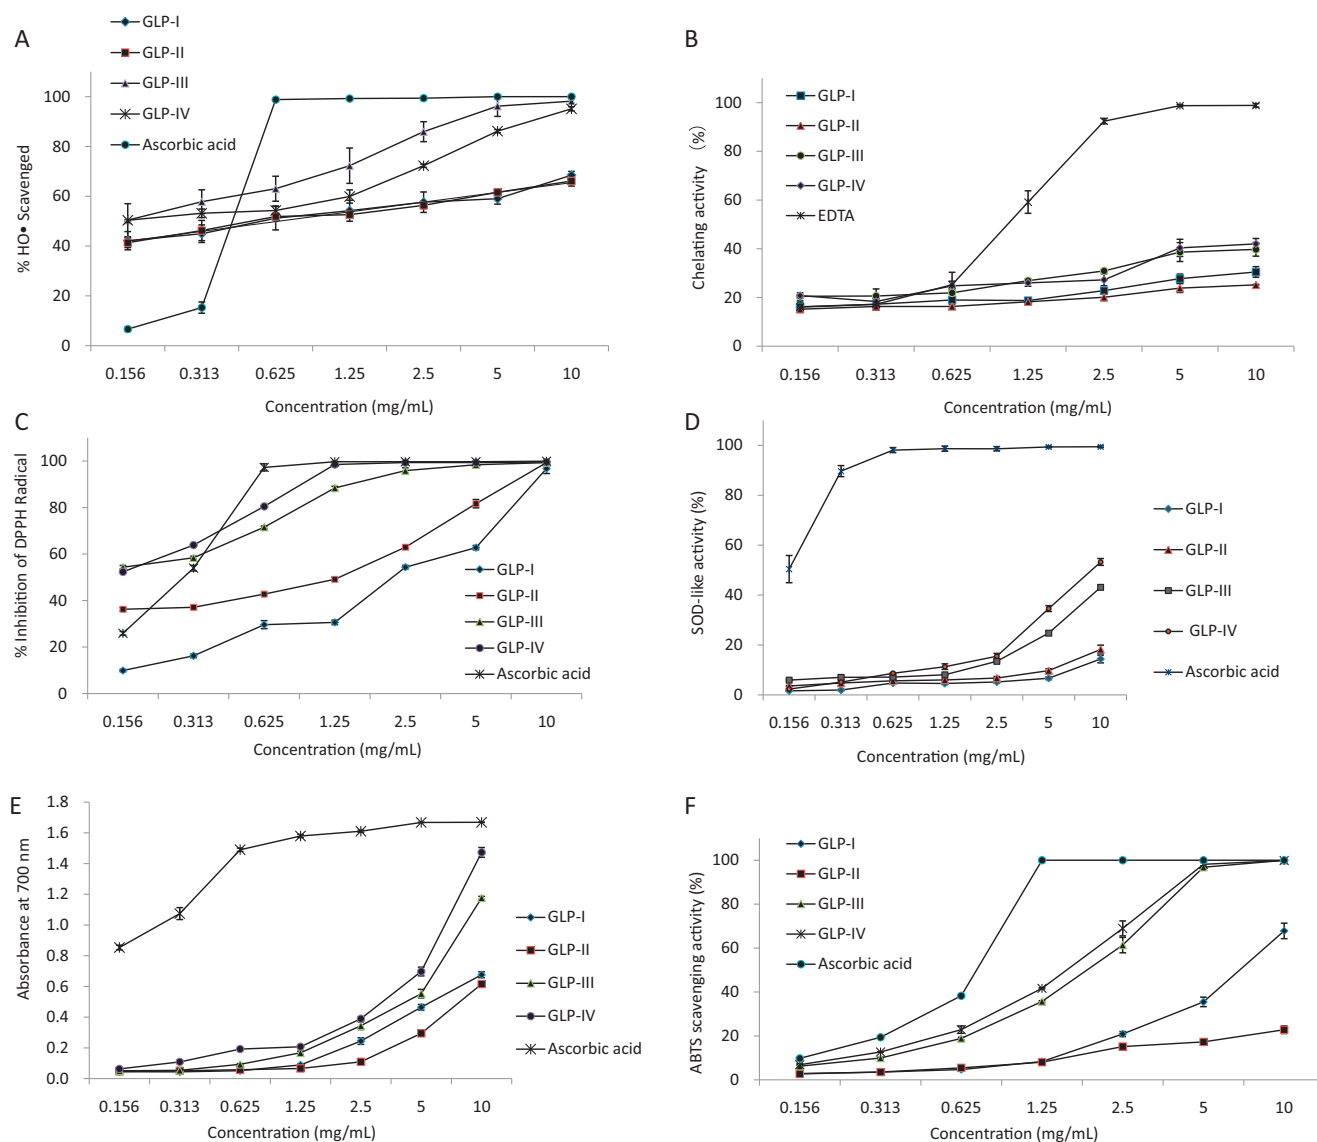 A
GLP-I
GLP-II
GLP-III
GLP-IV
Ascorbic acid
% HO• Scavenged
100
80
60
40
20
0
0.156 0.313 0.625 1.25 2.5 5 10
Concentration (mg/mL)
B
GLP-I
GLP-II
GLP-III
GLP-IV
EDTA
Chelating activity (%)
120
100
80
60
40
20
0
0.156 0.313 0.625 1.25 2.5 5 10
Concentration (mg/mL)
C
% Inhibition of DPPH Radical
100
80
60
40
20
0
GLP-I
GLP-II
GLP-III
GLP-IV
Ascorbic acid
0.156 0.313 0.625 1.25 2.5 5 10
Concentration (mg/mL)
D
SOD-like activity (%)
100
80
60
40
20
0
GLP-I
GLP-II
GLP-III
GLP-IV
Ascorbic acid
0.156 0.313 0.625 1.25 2.5 5 10
Concentration (mg/mL)
E
Absorbance at 700 nm
1.8
1.6
1.4
1.2
1.0
0.8
0.6
0.4
0.2
0.0
GLP-I
GLP-II
GLP-III
GLP-IV
Ascorbic acid
0.156 0.313 0.625 1.25 2.5 5 10
Concentration (mg/mL)
F
GLP-I
GLP-II
GLP-III
GLP-IV
Ascorbic acid
ABTS scavenging activity (%)
100
80
60
40
20
0
0.156 0.313 0.625 1.25 2.5 5 10
Concentration (mg/mL)